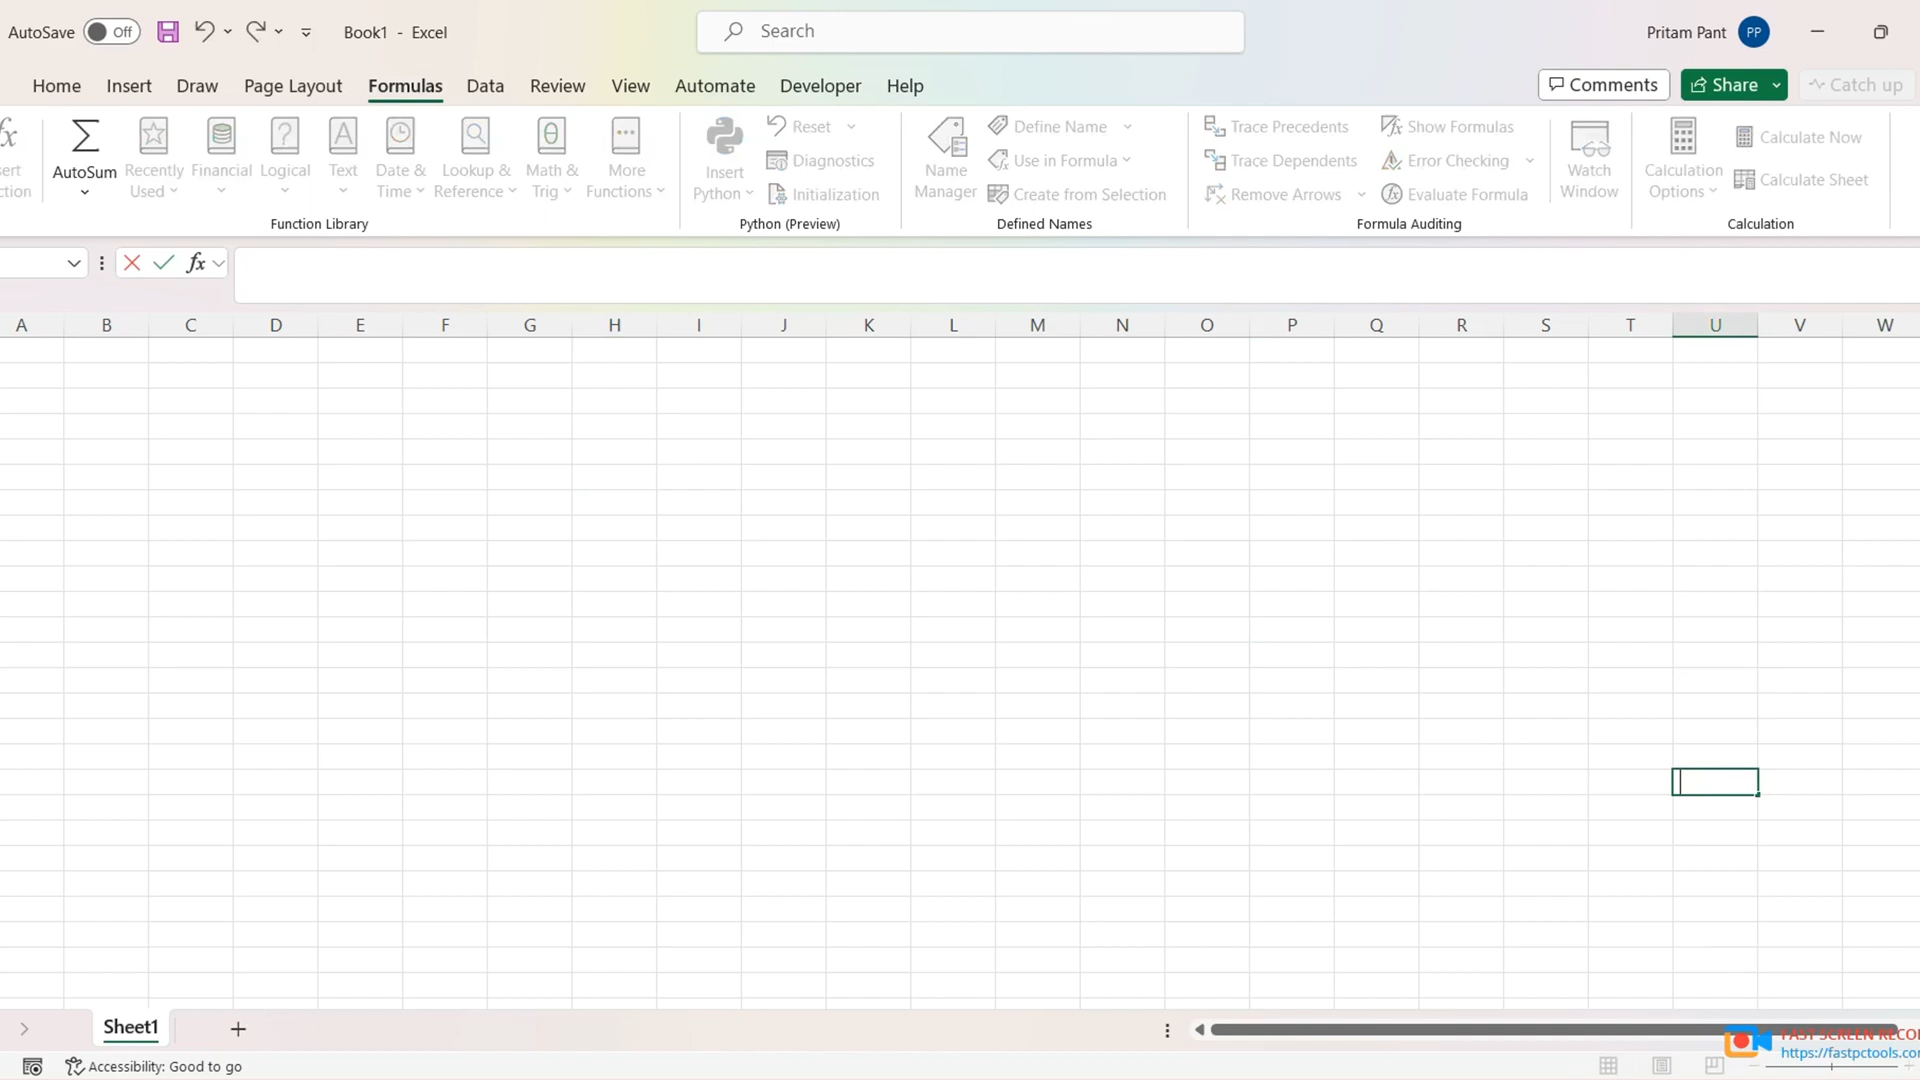 AutoSave Off Book1 - Excel Search Pritam Pant PP
Home Insert Draw Page Layout Formulas Data Review View Automate Developer Help Comments Share Catch up
AutoSum
Recently Used
Financial
Logical
Text
Date & Time
Lookup & Reference
Math & Trig
More Functions
Function Library
Insert Python
Reset
Diagnostics
Initialization
Python (Preview)
Name Manager
Define Name
Use in Formula
Create from Selection
Defined Names
Trace Precedents
Trace Dependents
Remove Arrows
Show Formulas
Error Checking
Evaluate Formula
Formula Auditing
Watch Window
Calculation Options
Calculate Now
Calculate Sheet
Calculation
fx
A B C D E F G H I J K L M N O P Q R S T U V W
Sheet1
Accessibility: Good to go
FAST SCREEN RECO
https://fastpctools.co